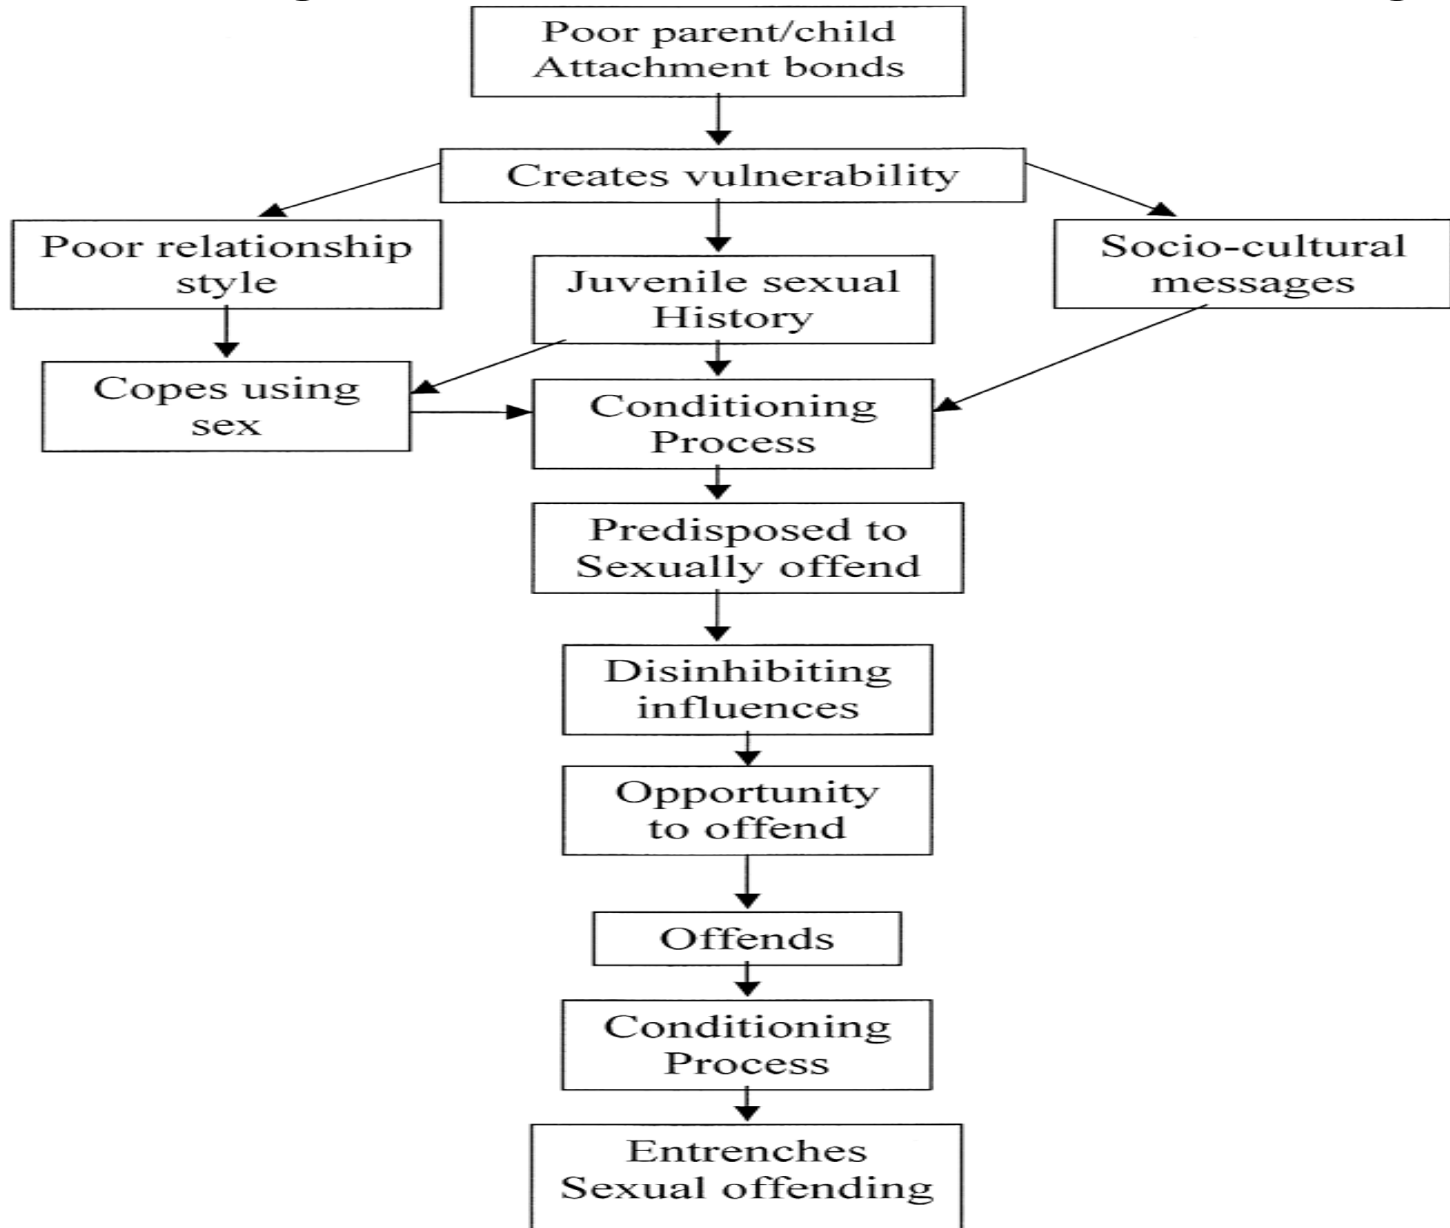 Poor parent/child
Attachment bonds
Creates vulnerability
Poor relationship
style
Juvenile sexual
History
Socio-cultural
messages
Copes using
sex
Conditioning
Process
Predisposed to
Sexually offend
Disinhibiting
influences
Opportunity
to offend
Offends
Conditioning
Process
Entrenches
Sexual offending